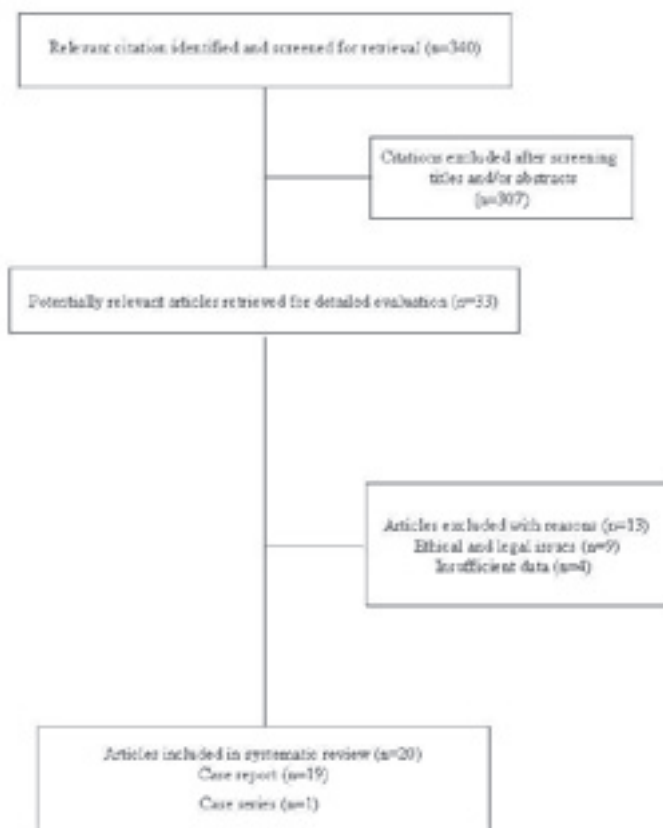 Relevant citation identified and screened for retrieval (n=340)
Citations excluded after screening
titles and/or abstracts
(n=307)
Potentially relevant articles retrieved for detailed evaluation (n=33)
Articles excluded with reasons (n=13)
Ethical and legal issues (n=9)
Insufficient data (n=4)
Articles included in systematic review (n=20)
Case report (n=19)
Case series (n=1)